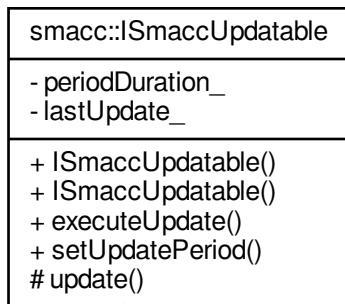 smacc::ISmaccUpdatable
- periodDuration_
- lastUpdate_
+ ISmaccUpdatable()
+ ISmaccUpdatable()
+ executeUpdate()
+ setUpdatePeriod()
# update()